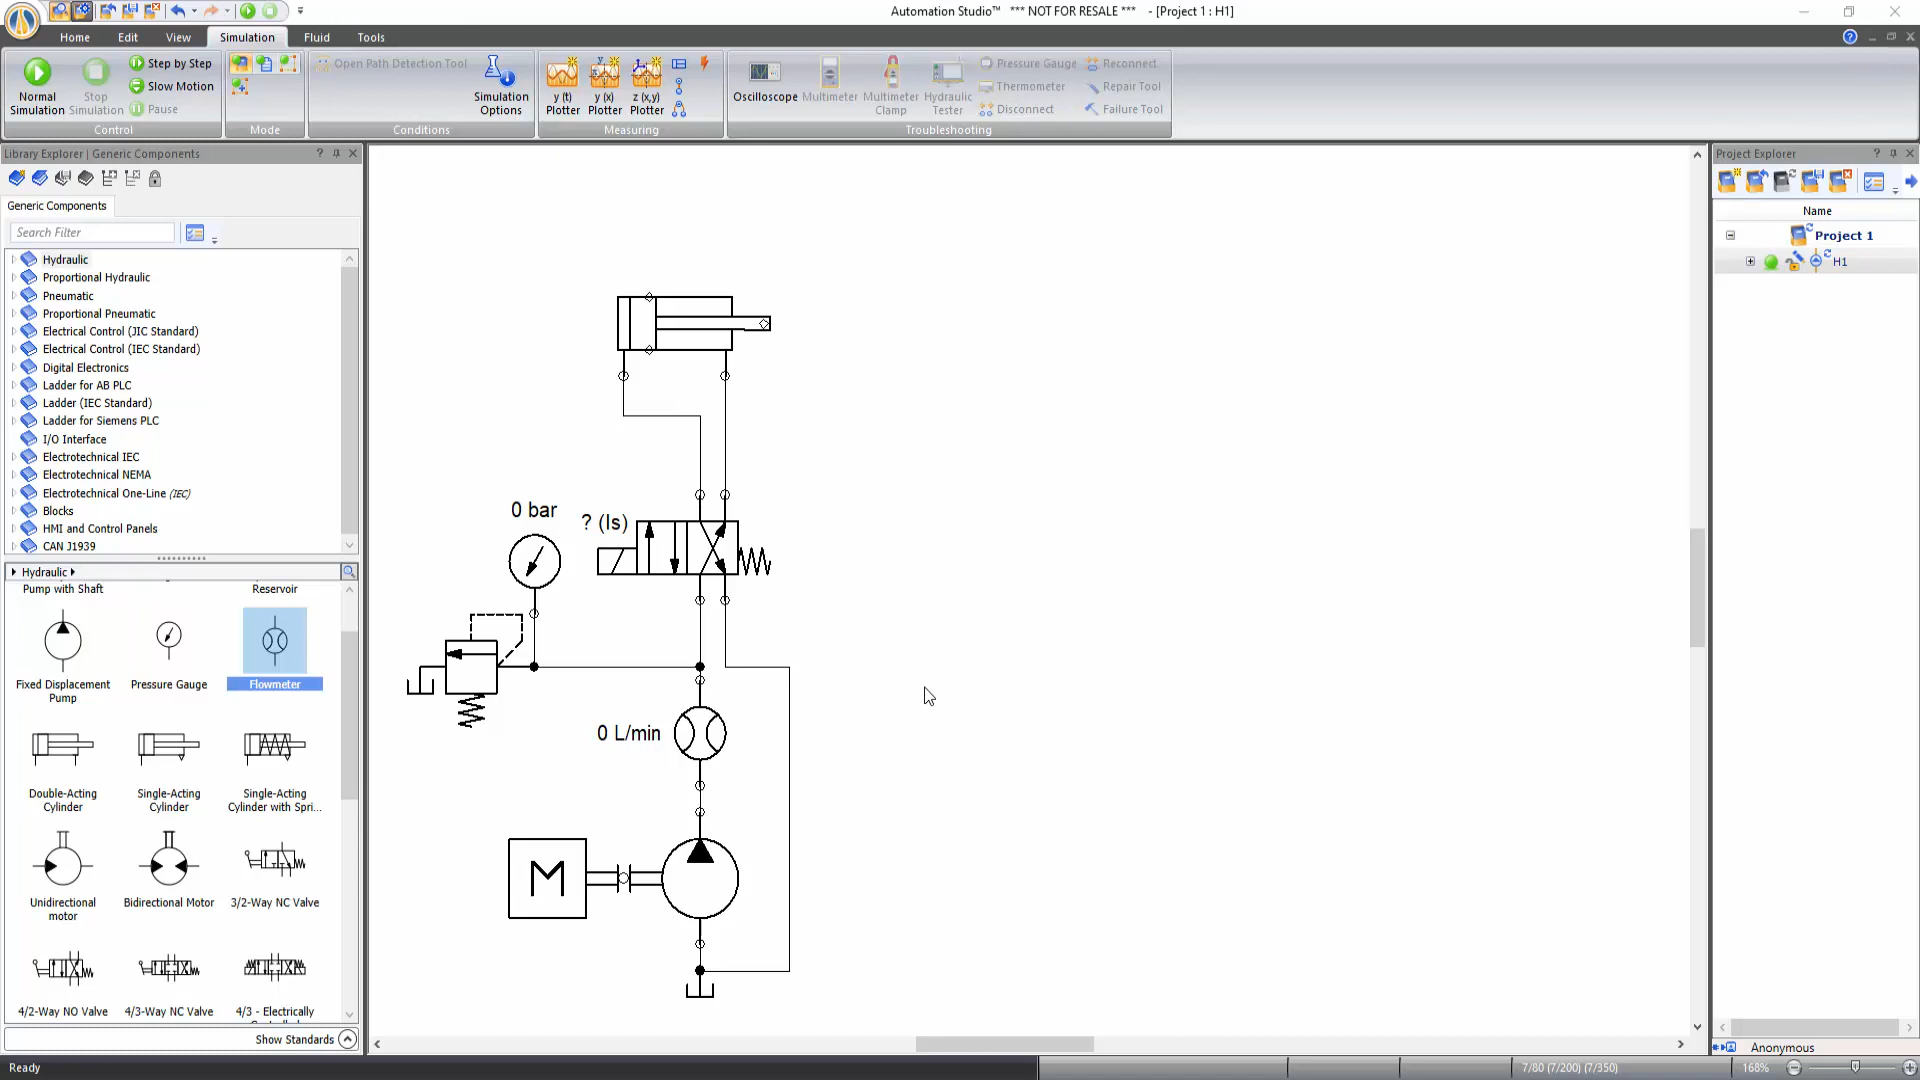 Automation Studio™ *** NOT FOR RESALE *** - [Project 1 : H1]
Home Edit View Simulation Fluid Tools
Normal Simulation
Stop Simulation
Step by Step
Slow Motion
Pause
Control
Mode
Open Path Detection Tool
Simulation Options
Conditions
y (t) Plotter
y (x) Plotter
z (x,y) Plotter
Measuring
Oscilloscope
Multimeter
Multimeter Clamp
Hydraulic Tester
Pressure Gauge
Thermometer
Disconnect
Reconnect
Repair Tool
Failure Tool
Troubleshooting
Library Explorer | Generic Components
Generic Components
Search Filter
Hydraulic
Proportional Hydraulic
Pneumatic
Proportional Pneumatic
Electrical Control (JIC Standard)
Electrical Control (IEC Standard)
Digital Electronics
Ladder for AB PLC
Ladder (IEC Standard)
Ladder for Siemens PLC
I/O Interface
Electrotechnical IEC
Electrotechnical NEMA
Electrotechnical One-Line (IEC)
Blocks
HMI and Control Panels
CAN J1939
Hydraulic
Pump with Shaft
Reservoir
Fixed Displacement Pump
Pressure Gauge
Flowmeter
Double-Acting Cylinder
Single-Acting Cylinder
Single-Acting Cylinder with Spri...
Unidirectional motor
Bidirectional Motor
3/2-Way NC Valve
4/2-Way NO Valve
4/3-Way NC Valve
4/3 - Electrically
Show Standards
0 bar
? (Is)
0 L/min
M
Project Explorer
Name
Project 1
H1
Anonymous
Ready
7/80 (7/200) (7/350)
168%